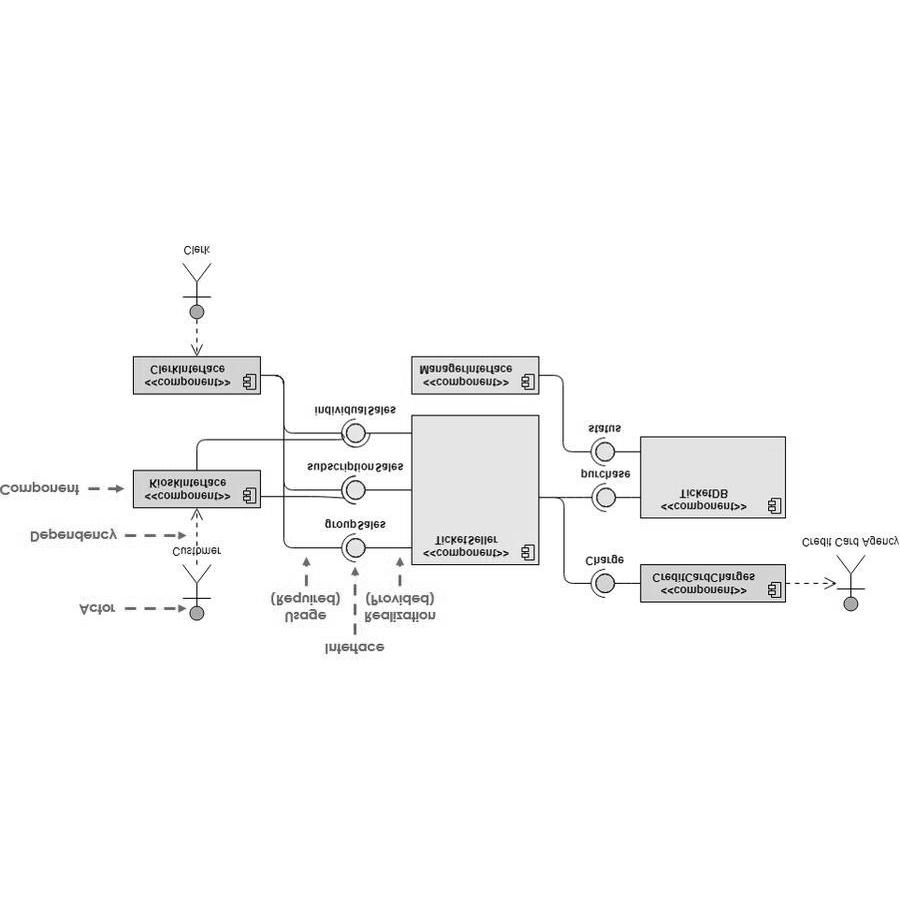 Interface
Usage
(Required)
Realization
(Provided)
Actor
Customer
Dependency
Component
<<component>>
KioskInterface
<<component>>
ClerkInterface
Clerk
groupSales
subscriptionSales
individualSales
<<component>>
TicketSeller
<<component>>
ManagerInterface
Charge
<<component>>
CreditCardCharges
Credit Card Agency
purchase
status
<<component>>
TicketDB